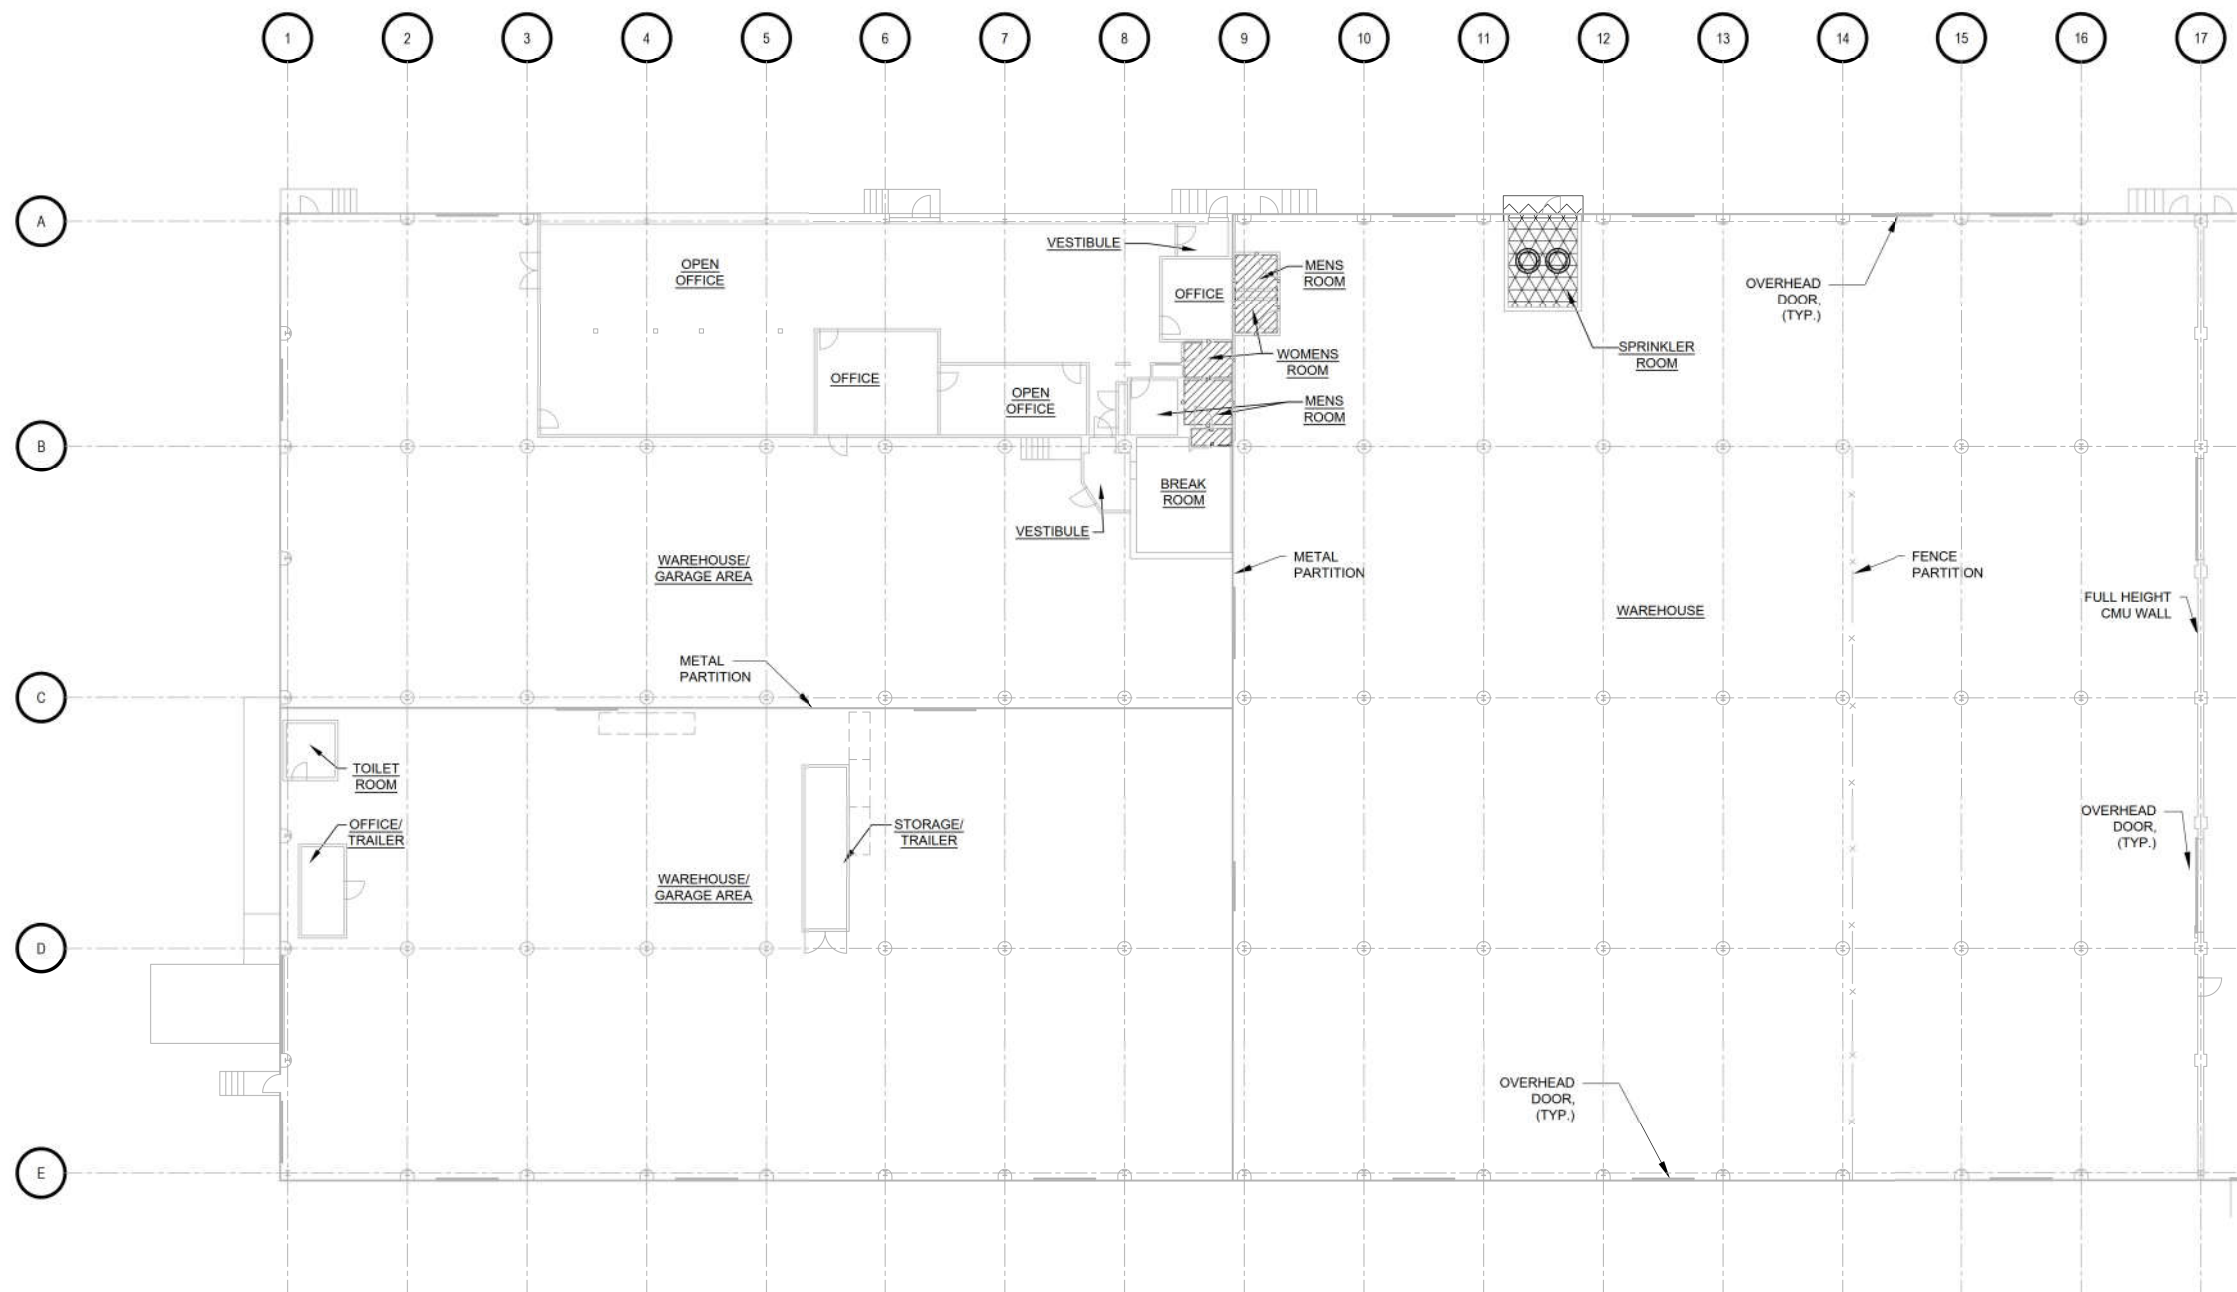 1
2
3
4
5
6
7
8
9
10
11
12
13
14
15
16
17
A
B
C
D
E
VESTIBULE
OPEN
OFFICE
OFFICE
MENS
ROOM
OVERHEAD
DOOR,
(TYP.)
WOMENS
ROOM
SPRINKLER
ROOM
OFFICE
OPEN
OFFICE
MENS
ROOM
BREAK
ROOM
VESTIBULE
WAREHOUSE/
GARAGE AREA
METAL
PARTITION
FENCE
PARTITION
WAREHOUSE
FULL HEIGHT
CMU WALL
METAL
PARTITION
TOILET
ROOM
OFFICE/
TRAILER
STORAGE/
TRAILER
OVERHEAD
DOOR,
(TYP.)
WAREHOUSE/
GARAGE AREA
OVERHEAD
DOOR,
(TYP.)